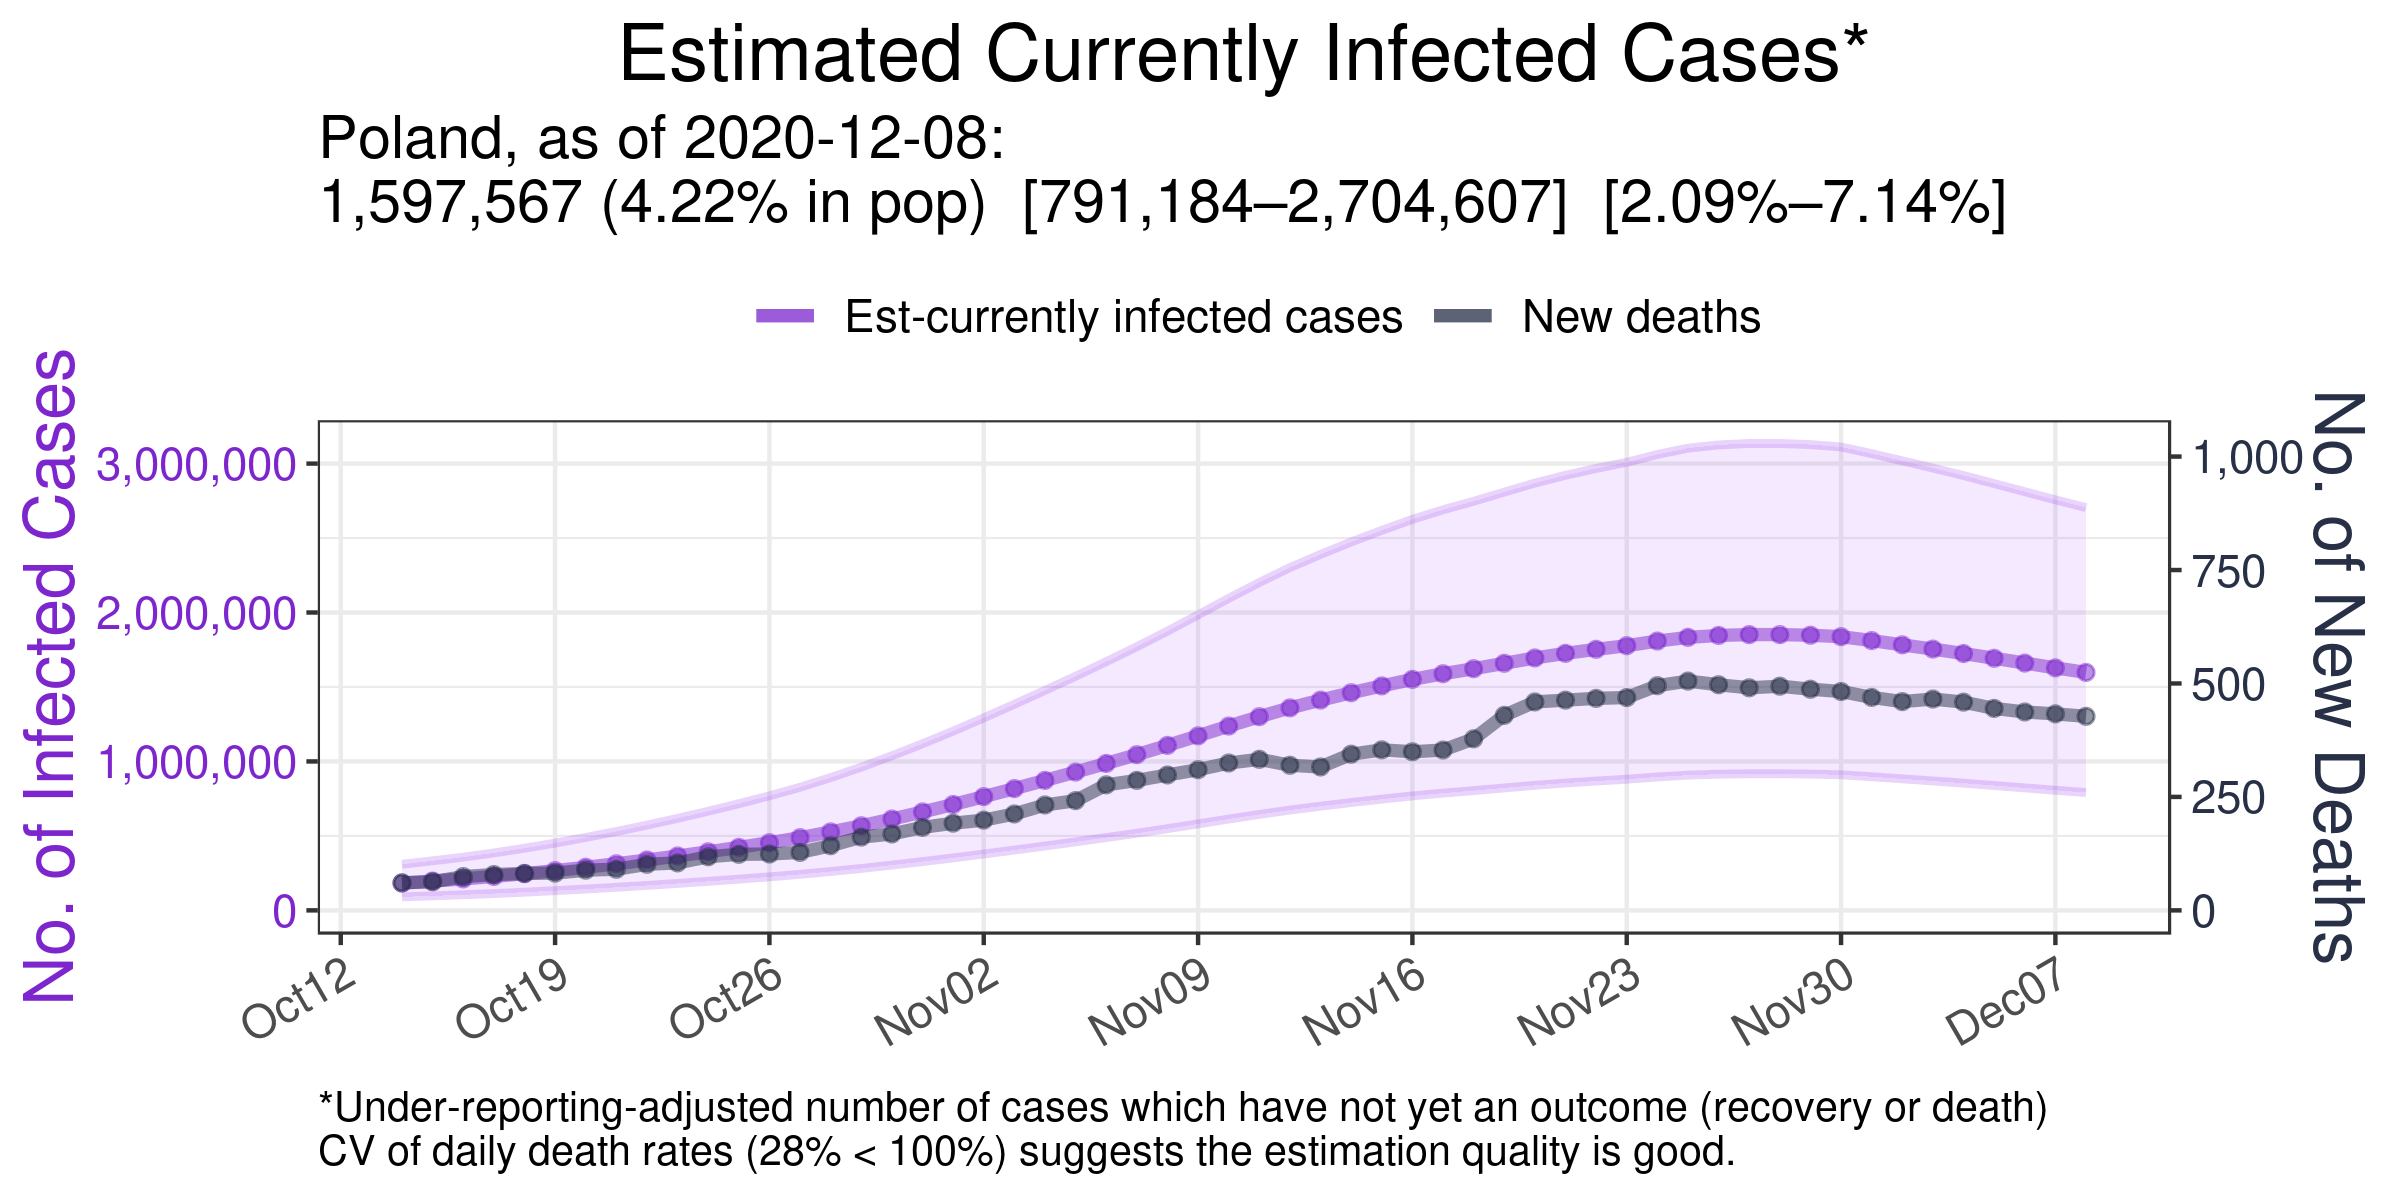 Estimated Currently Infected Cases*
Poland, as of 2020-12-08:
1,597,567 (4.22% in pop) [791,184–2,704,607] [2.09%–7.14%]
Est-currently infected cases
New deaths
No. of Infected Cases
3,000,000
2,000,000
1,000,000
0
1,000
750
500
250
0
No. of New Deaths
Oct12
Oct19
Oct26
Nov02
Nov09
Nov16
Nov23
Nov30
Dec07
*Under-reporting-adjusted number of cases which have not yet an outcome (recovery or death)
CV of daily death rates (28% < 100%) suggests the estimation quality is good.